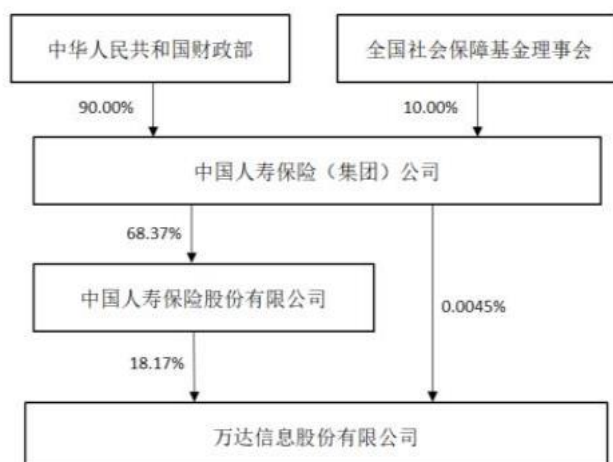 中华人民共和国财政部
全国社会保障基金理事会
90.00%
10.00%
中国人寿保险（集团）公司
68.37%
中国人寿保险股份有限公司
0.0045%
18.17%
万达信息股份有限公司